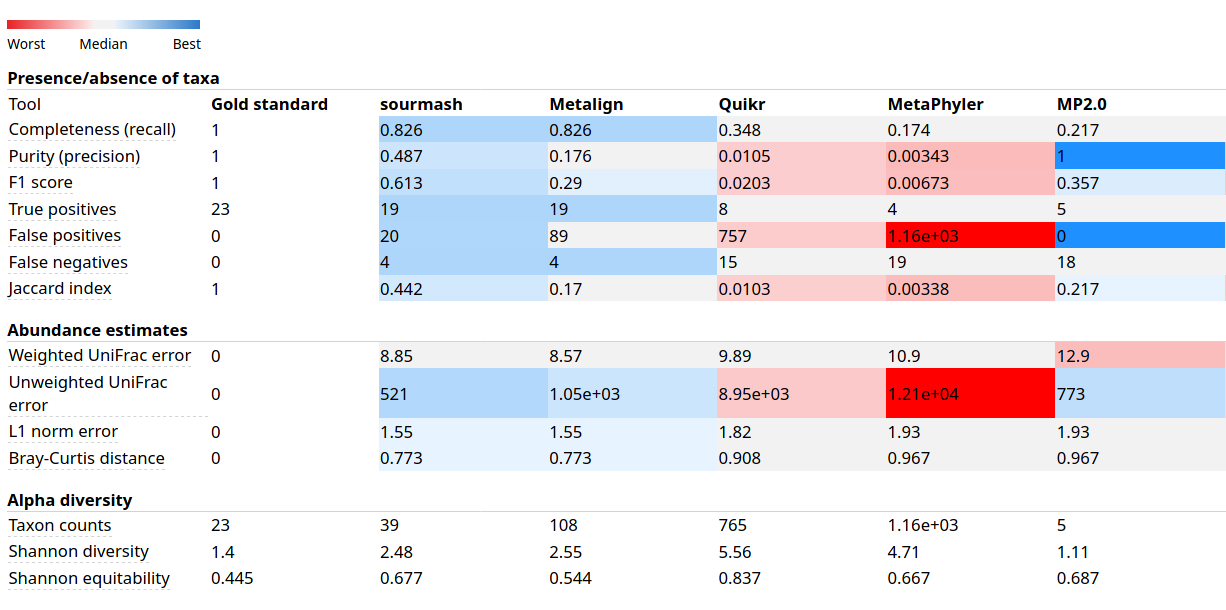 Worst Median Best
Presence/absence of taxa
Tool Gold standard sourmash Metalign Quikr MetaPhyler MP2.0
Completeness (recall) 1 0.826 0.826 0.348 0.174 0.217
Purity (precision) 1 0.487 0.176 0.0105 0.00343 1
F1 score 1 0.613 0.29 0.0203 0.00673 0.357
True positives 23 19 19 8 4 5
False positives 0 20 89 757 1.16e+03 0
False negatives 0 4 4 15 19 18
Jaccard index 1 0.442 0.17 0.0103 0.00338 0.217
Abundance estimates
Weighted UniFrac error 0 8.85 8.57 9.89 10.9 12.9
Unweighted UniFrac
error 0 521 1.05e+03 8.95e+03 1.21e+04 773
L1 norm error 0 1.55 1.55 1.82 1.93 1.93
Bray-Curtis distance 0 0.773 0.773 0.908 0.967 0.967
Alpha diversity
Taxon counts 23 39 108 765 1.16e+03 5
Shannon diversity 1.4 2.48 2.55 5.56 4.71 1.11
Shannon equitability 0.445 0.677 0.544 0.837 0.667 0.687